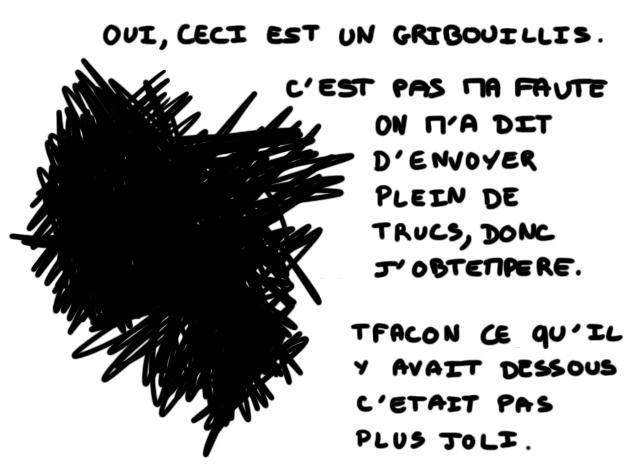 OUI, CECI EST UN GRIBOUILLIS.
C'EST PAS MA FAUTE
ON M'A DIT
D'ENVOYER
PLEIN DE
TRUCS, DONC
J'OBTEMPERE.
TFACON CE QU'IL
Y AVAIT DESSOUS
C'ETAIT PAS
PLUS JOLI.